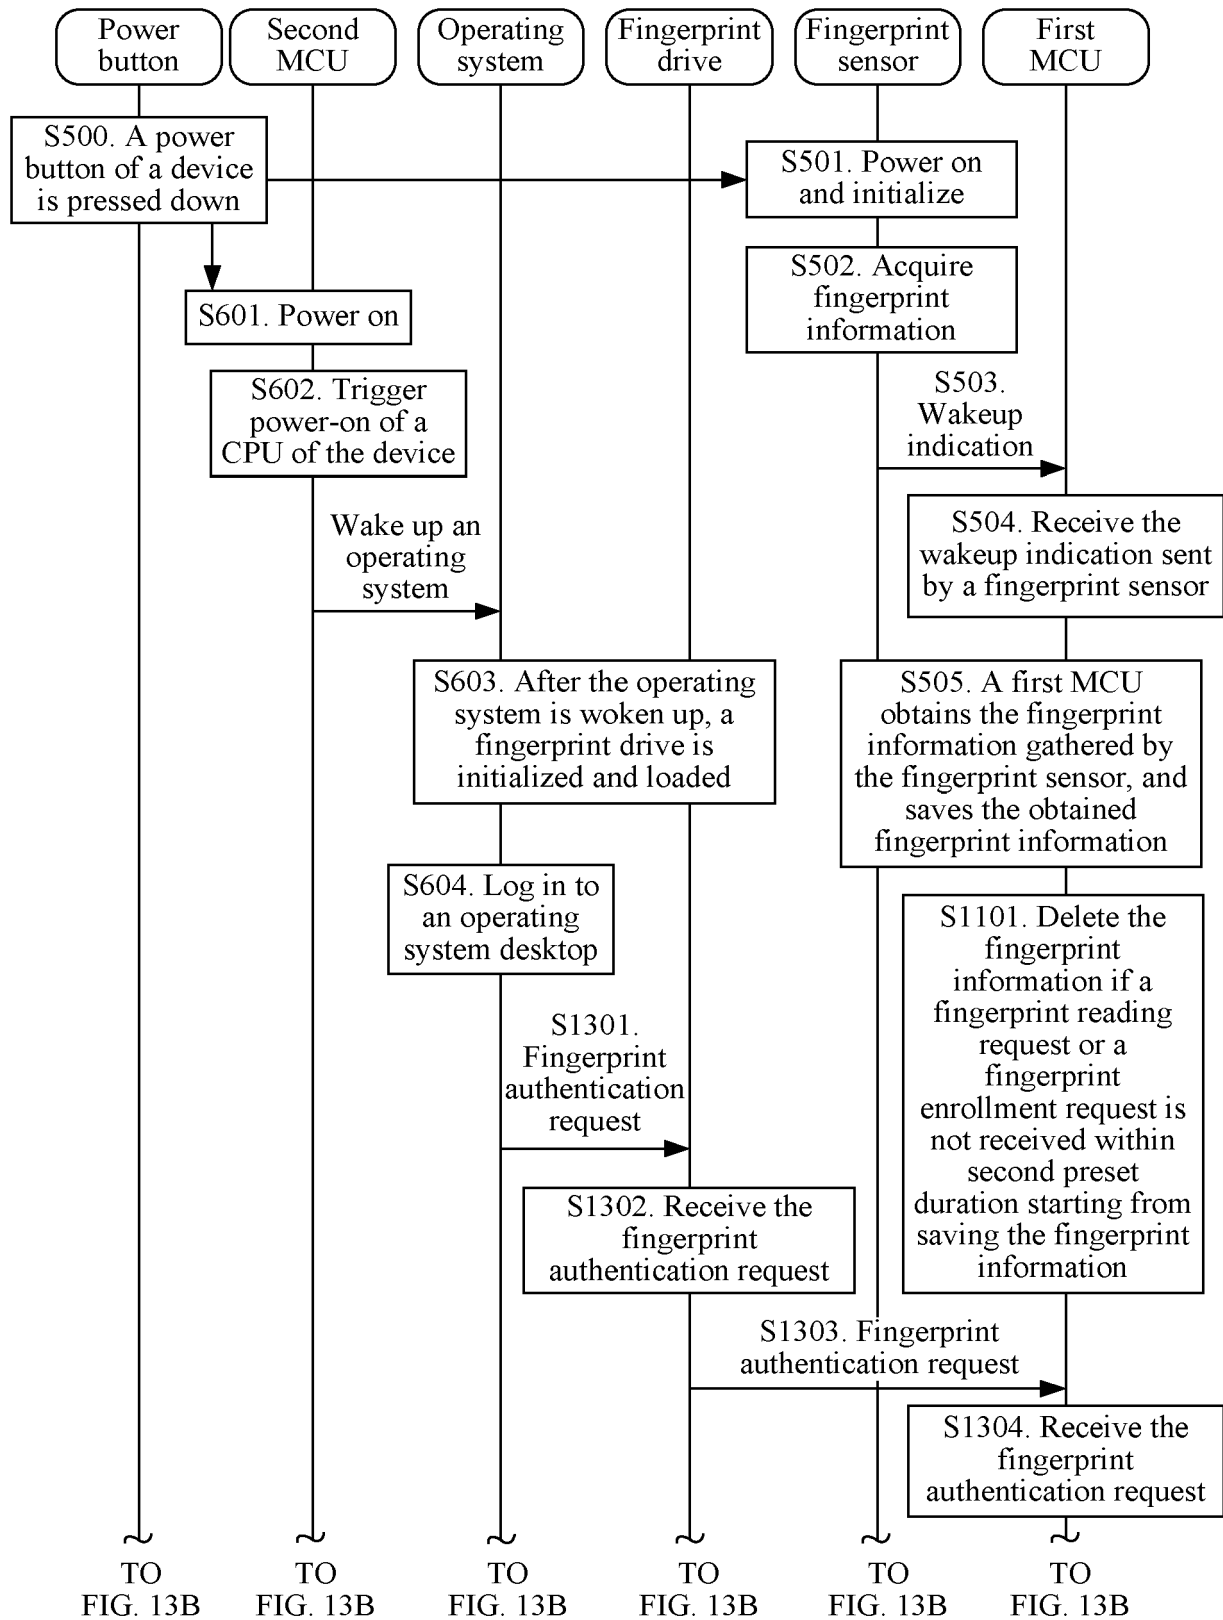 Power
button
Second
MCU
Operating
system
Fingerprint
drive
Fingerprint
sensor
First
MCU
S500. A power
button of a device
is pressed down
S501. Power on
and initialize
S502. Acquire
fingerprint
information
S601. Power on
S602. Trigger
power-on of a
CPU of the device
S503.
Wakeup
indication
S504. Receive the
wakeup indication sent
by a fingerprint sensor
Wake up an
operating
system
S603. After the operating
system is woken up, a
fingerprint drive is
initialized and loaded
S505. A first MCU
obtains the fingerprint
information gathered by
the fingerprint sensor, and
saves the obtained
fingerprint information
S604. Log in to
an operating
system desktop
S1101. Delete the
fingerprint
information if a
fingerprint reading
request or a
fingerprint
enrollment request is
not received within
second preset
duration starting from
saving the fingerprint
information
S1301.
Fingerprint
authentication
request
S1302. Receive the
fingerprint
authentication request
S1303. Fingerprint
authentication request
S1304. Receive the
fingerprint
authentication request
TO
FIG. 13B
TO
FIG. 13B
TO
FIG. 13B
TO
FIG. 13B
TO
FIG. 13B
TO
FIG. 13B